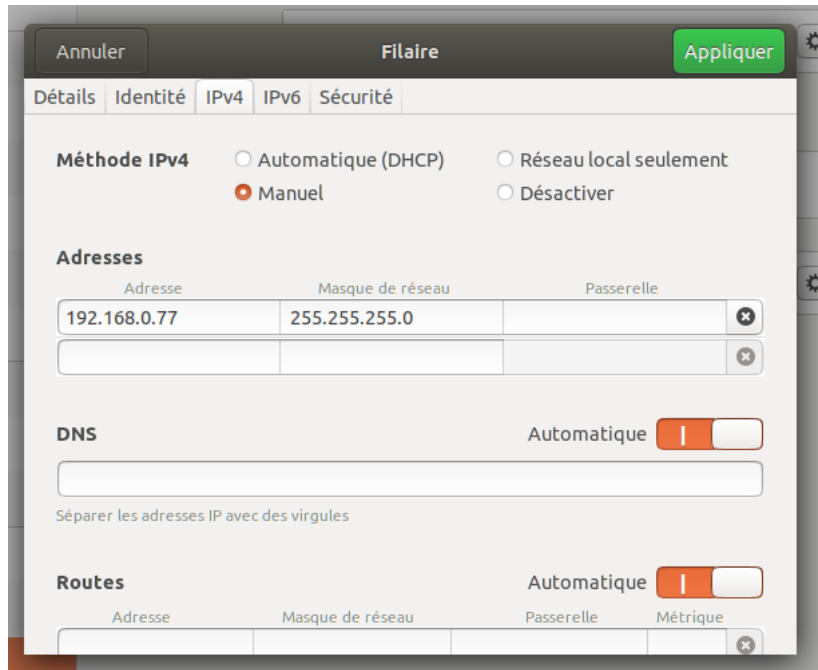 Annuler Filaire Appliquer
Détails Identité IPv4 IPv6 Sécurité
Méthode IPv4 Automatique (DHCP) Réseau local seulement
Manuel Désactiver
Adresses
Adresse Masque de réseau Passerelle
192.168.0.77 255.255.255.0
DNS Automatique
Séparer les adresses IP avec des virgules
Routes Automatique
Adresse Masque de réseau Passerelle Métrique